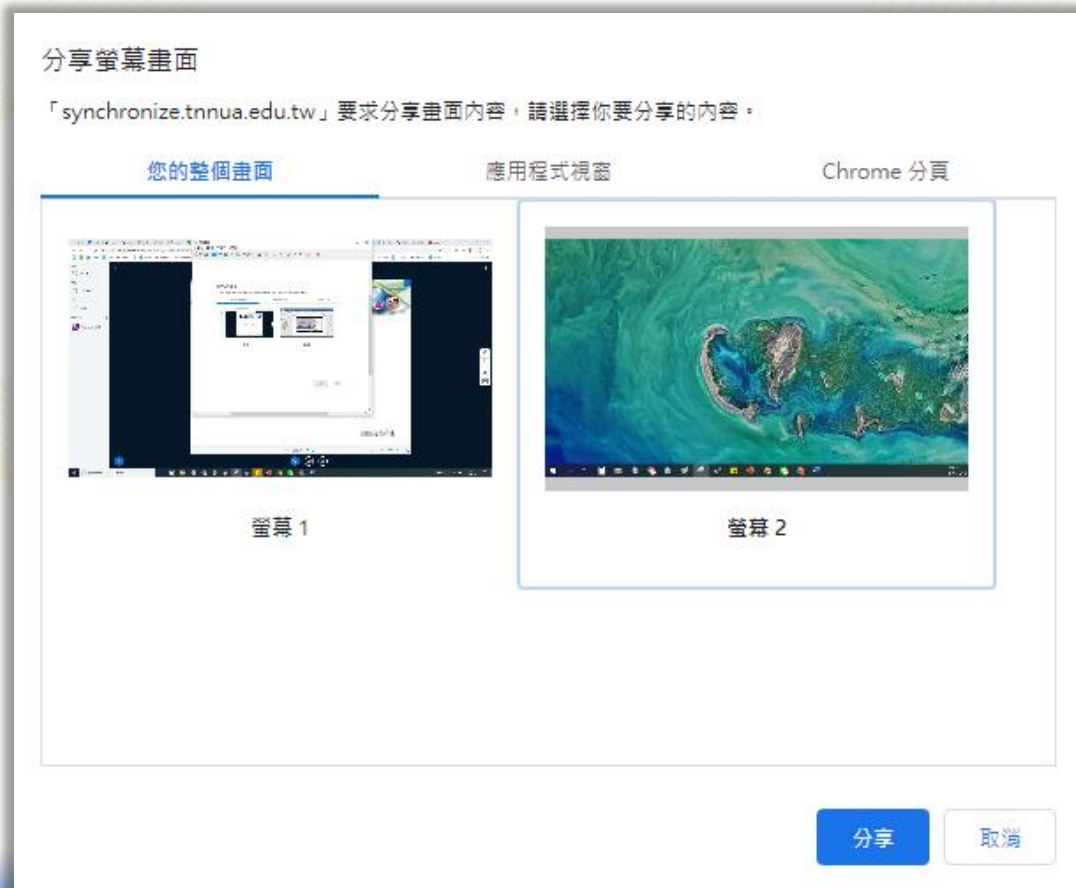 分享螢幕畫面
「synchronize.tnnua.edu.tw」要求分享畫面內容，請選擇你要分享的內容。
您的整個畫面 應用程式視窗 Chrome 分頁
螢幕 1 螢幕 2
分享 取消